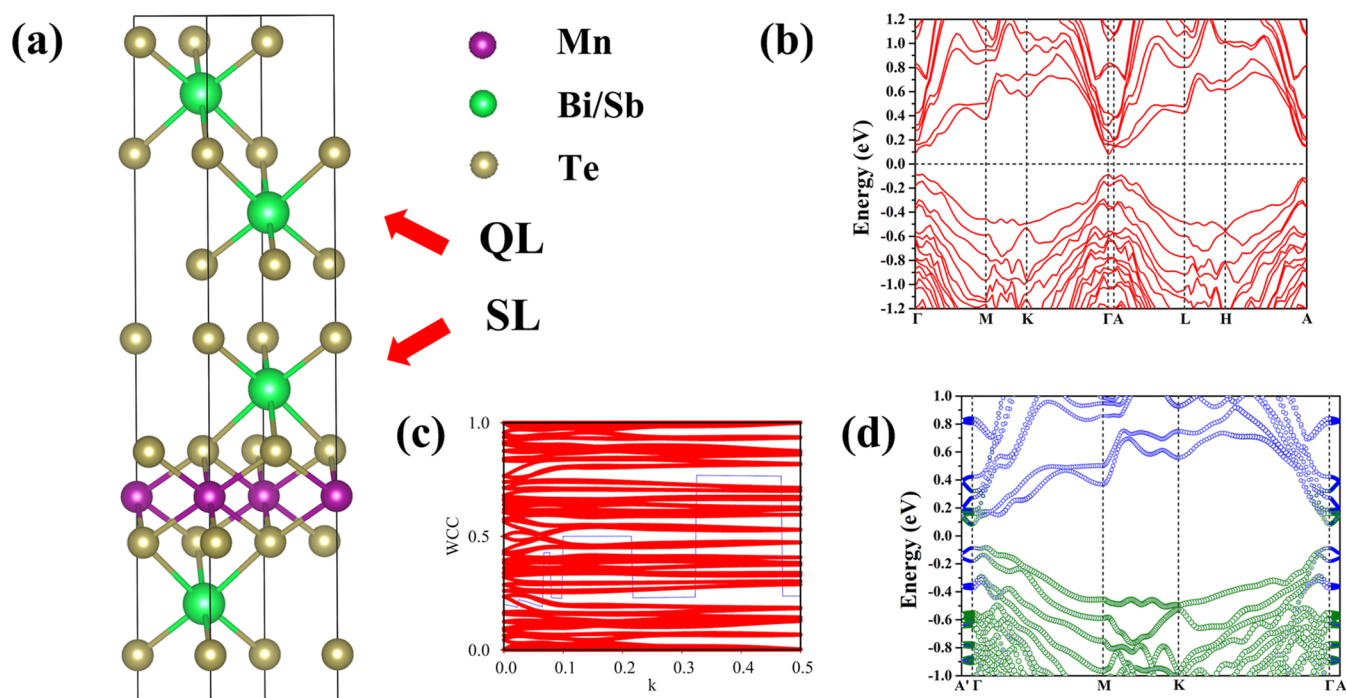 (a)
Mn
Bi/Sb
Te
QL
SL
(b)
Energy (eV)
1.2
1.0
0.8
0.6
0.4
0.2
0.0
-0.2
-0.4
-0.6
-0.8
-1.0
-1.2
Γ M K Γ A L H A
(c)
WCC
1.0
0.5
0.0
0.0 0.1 0.2 0.3 0.4 0.5
k
(d)
Energy (eV)
1.0
0.8
0.6
0.4
0.2
0.0
-0.2
-0.4
-0.6
-0.8
-1.0
A' Γ M K Γ A